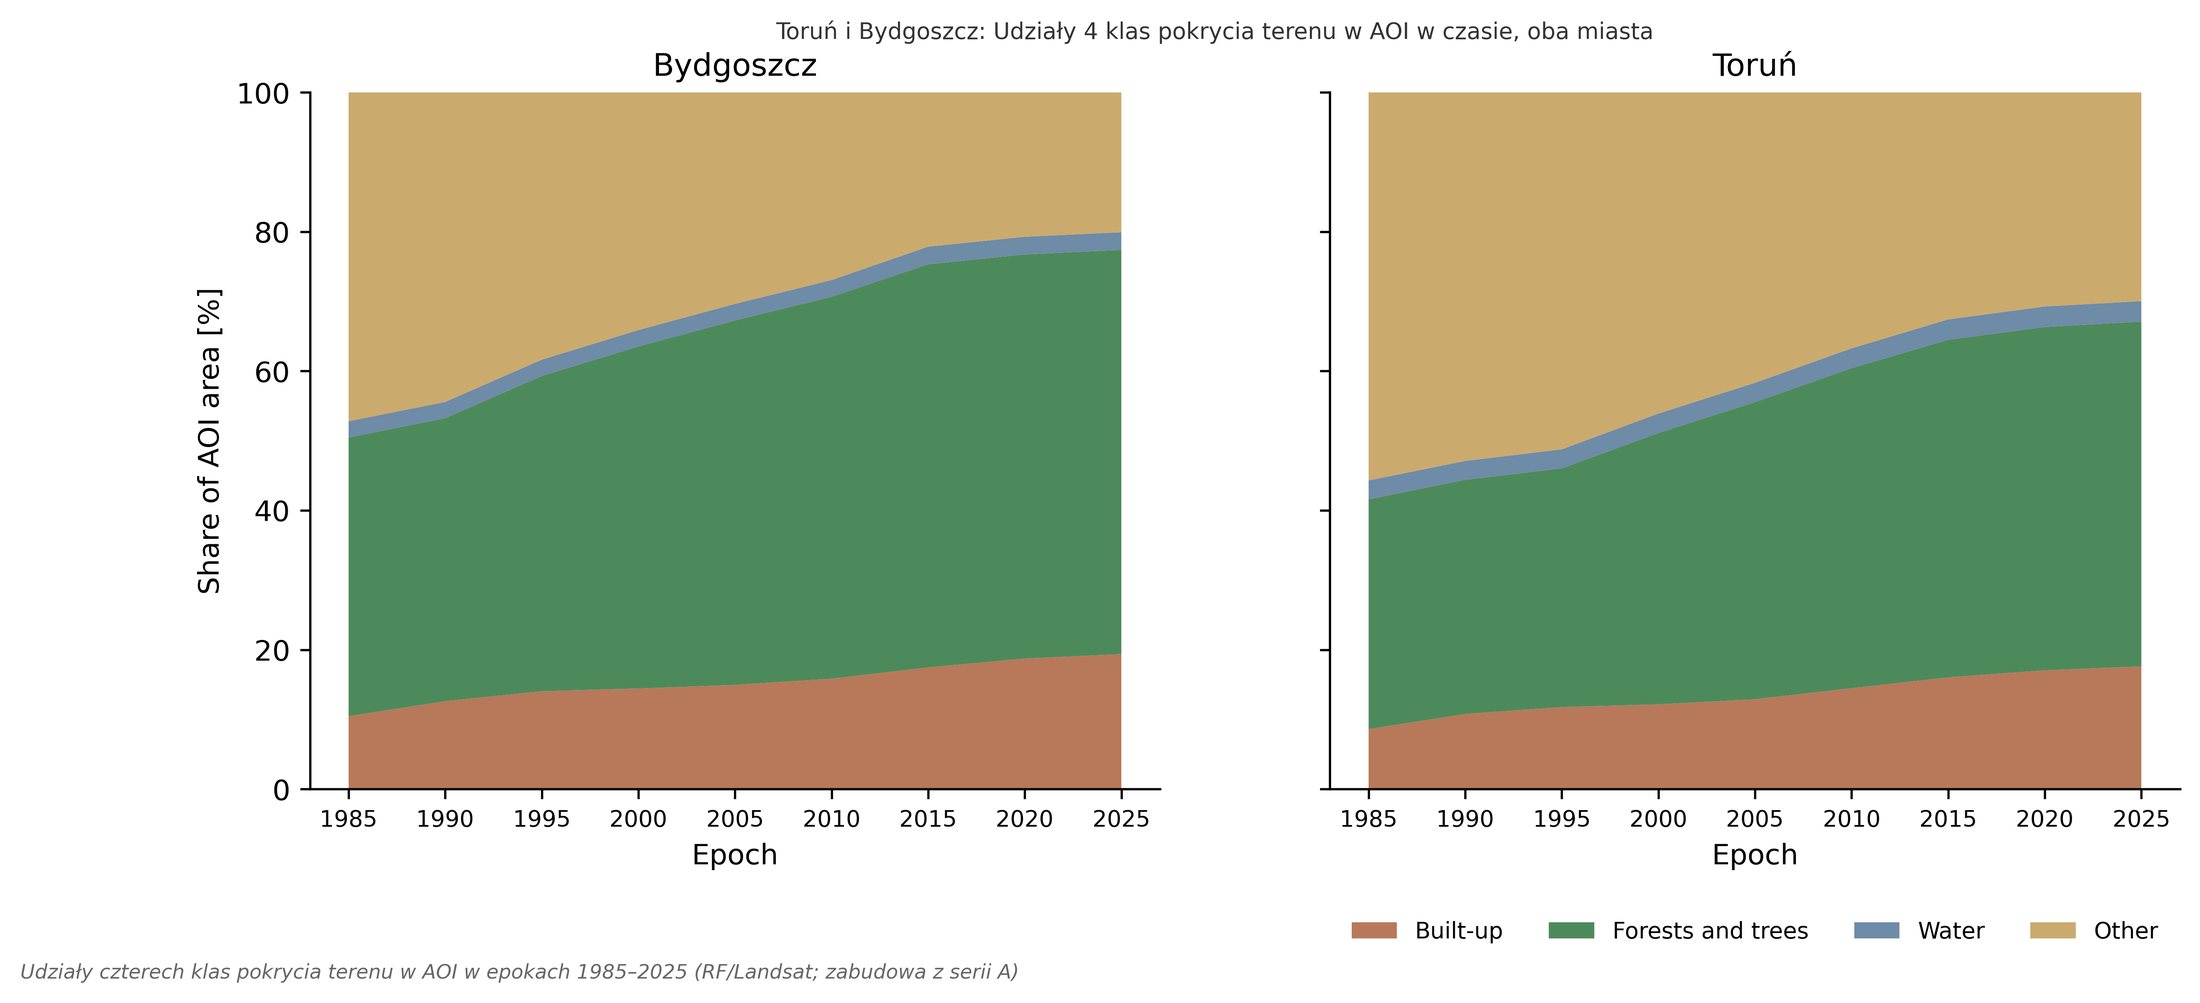 Toruń i Bydgoszcz: Udziały 4 klas pokrycia terenu w AOI w czasie, oba miasta
Bydgoszcz
Toruń
Share of AOI area [%]
100
80
60
40
20
0
1985 1990 1995 2000 2005 2010 2015 2020 2025
1985 1990 1995 2000 2005 2010 2015 2020 2025
Epoch
Epoch
Built-up Forests and trees Water Other
Udziały czterech klas pokrycia terenu w AOI w epokach 1985–2025 (RF/Landsat; zabudowa z serii A)